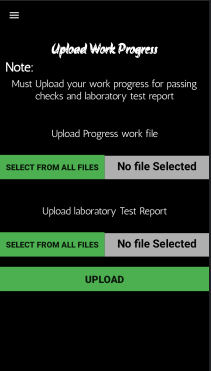 Upload Work Progress
Note:
Must Upload your work progress for passing
checks and laboratory test report
Upload Progress work file
SELECT FROM ALL FILES No file Selected
Upload laboratory Test Report
SELECT FROM ALL FILES No file Selected
UPLOAD